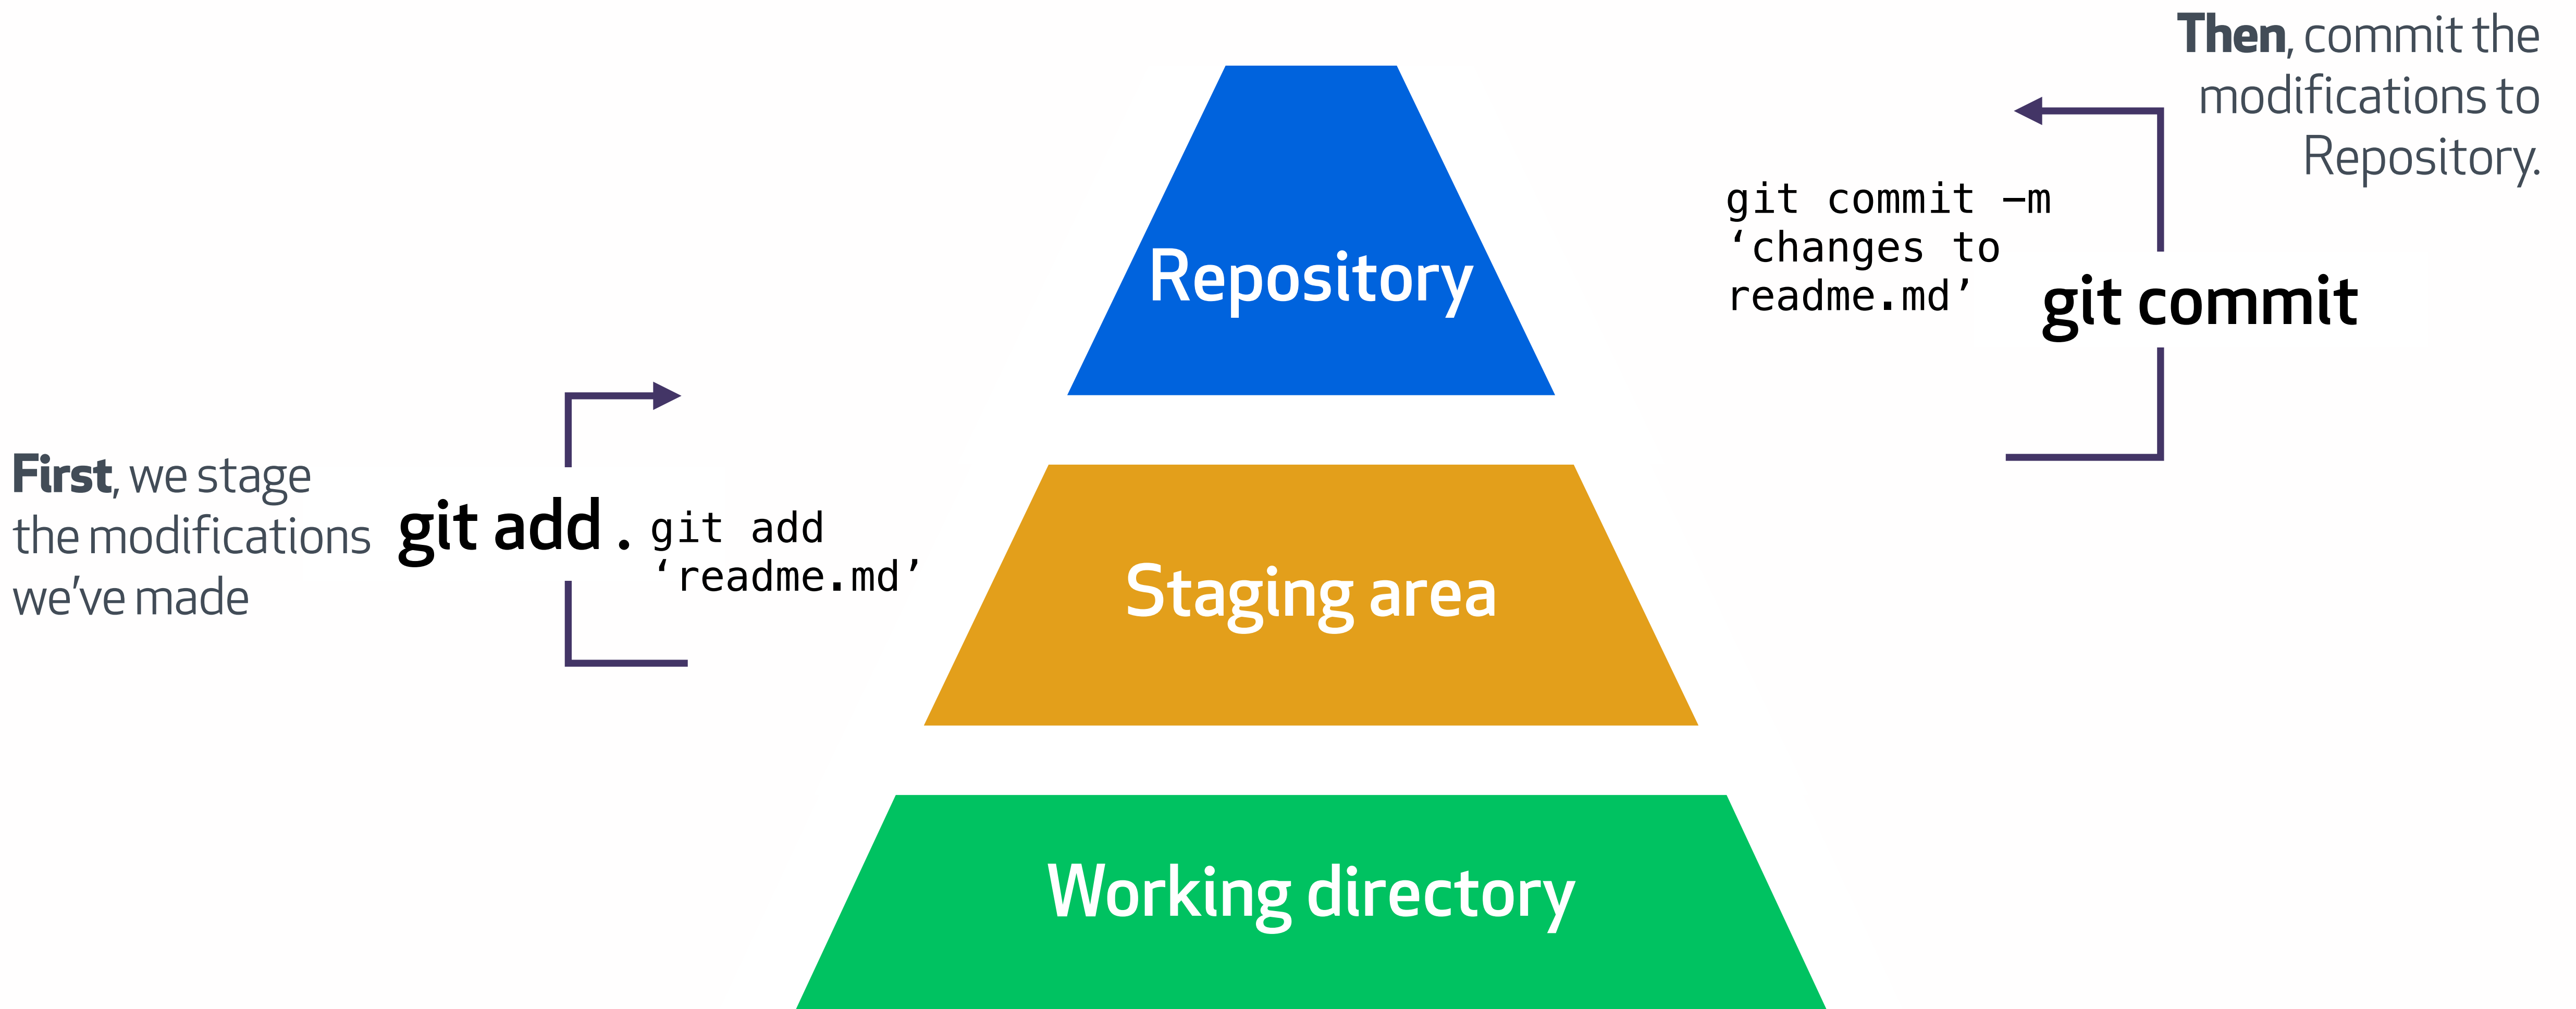 Then, commit the
modifications to
Repository.
git commit –m
‘changes to
readme.md’
git commit
Repository
First, we stage
the modifications
we’ve made
git add .
git add
‘readme.md’
Staging area
Working directory